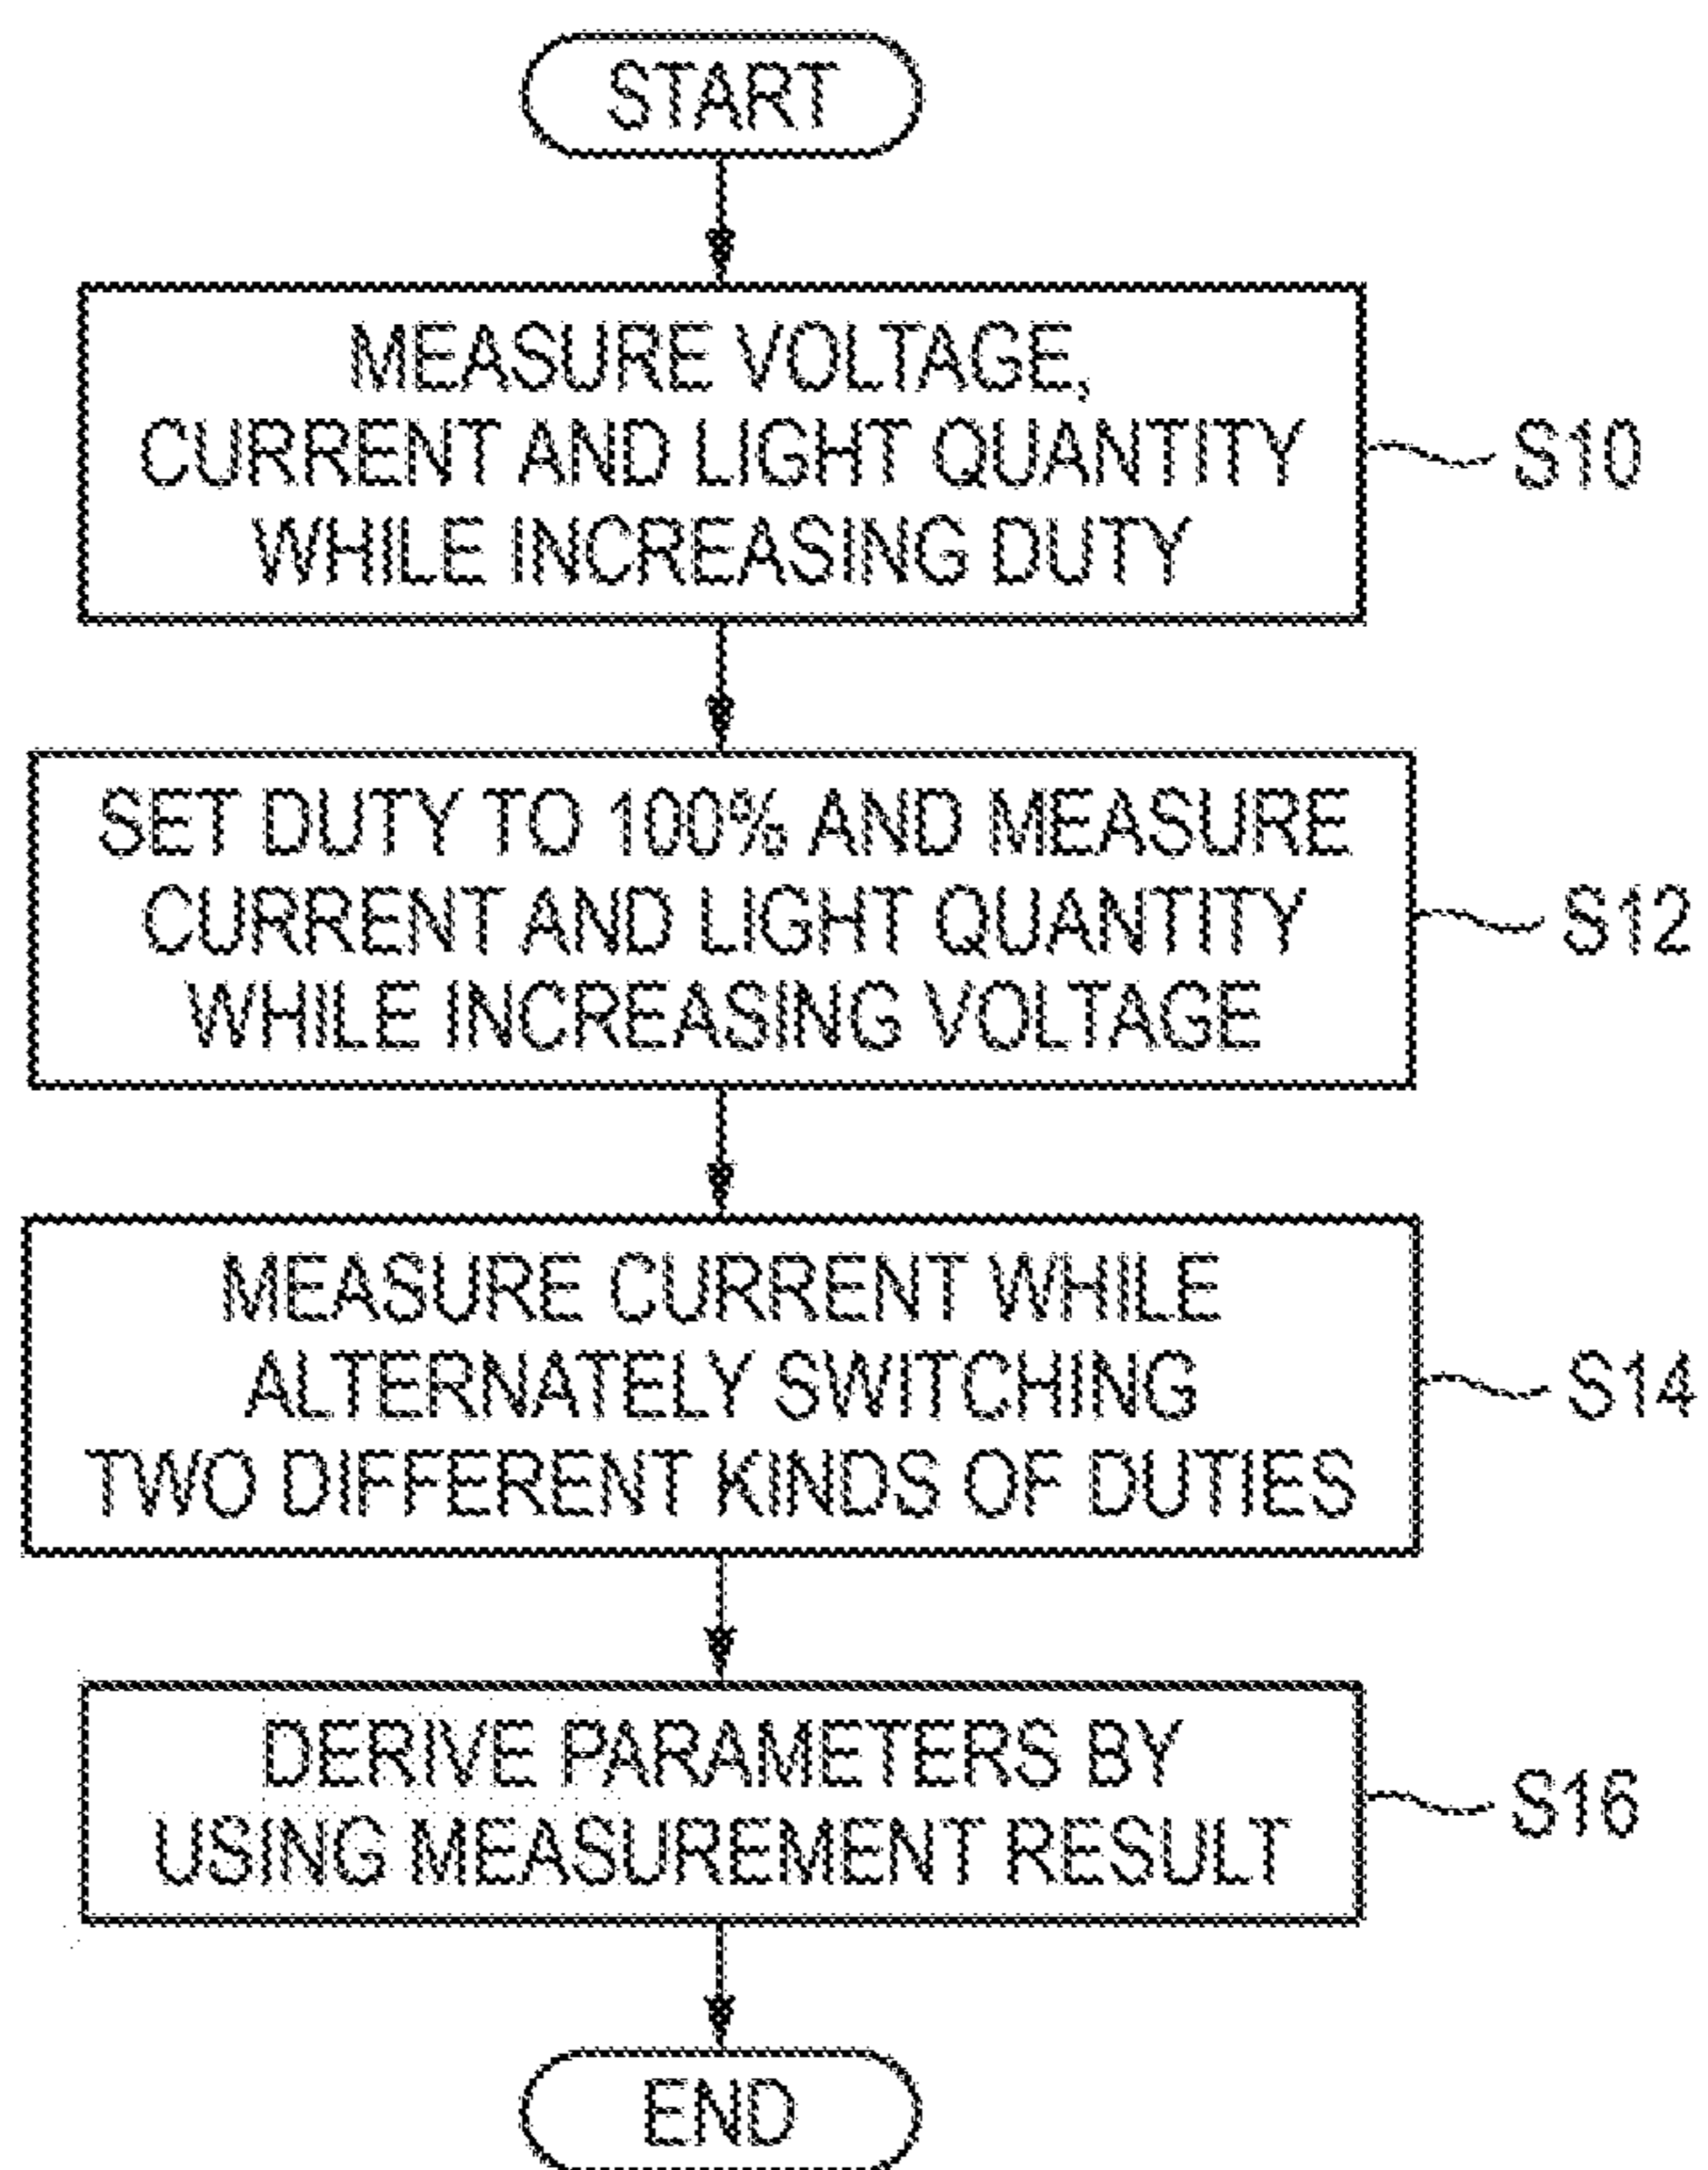 START
MEASURE VOLTAGE,
CURRENT AND LIGHT QUANTITY
WHILE INCREASING DUTY
S10
SET DUTY TO 100% AND MEASURE
CURRENT AND LIGHT QUANTITY
WHILE INCREASING VOLTAGE
S12
MEASURE CURRENT WHILE
ALTERNATELY SWITCHING
TWO DIFFERENT KINDS OF DUTIES
S14
DERIVE PARAMETERS BY
USING MEASUREMENT RESULT
S16
END